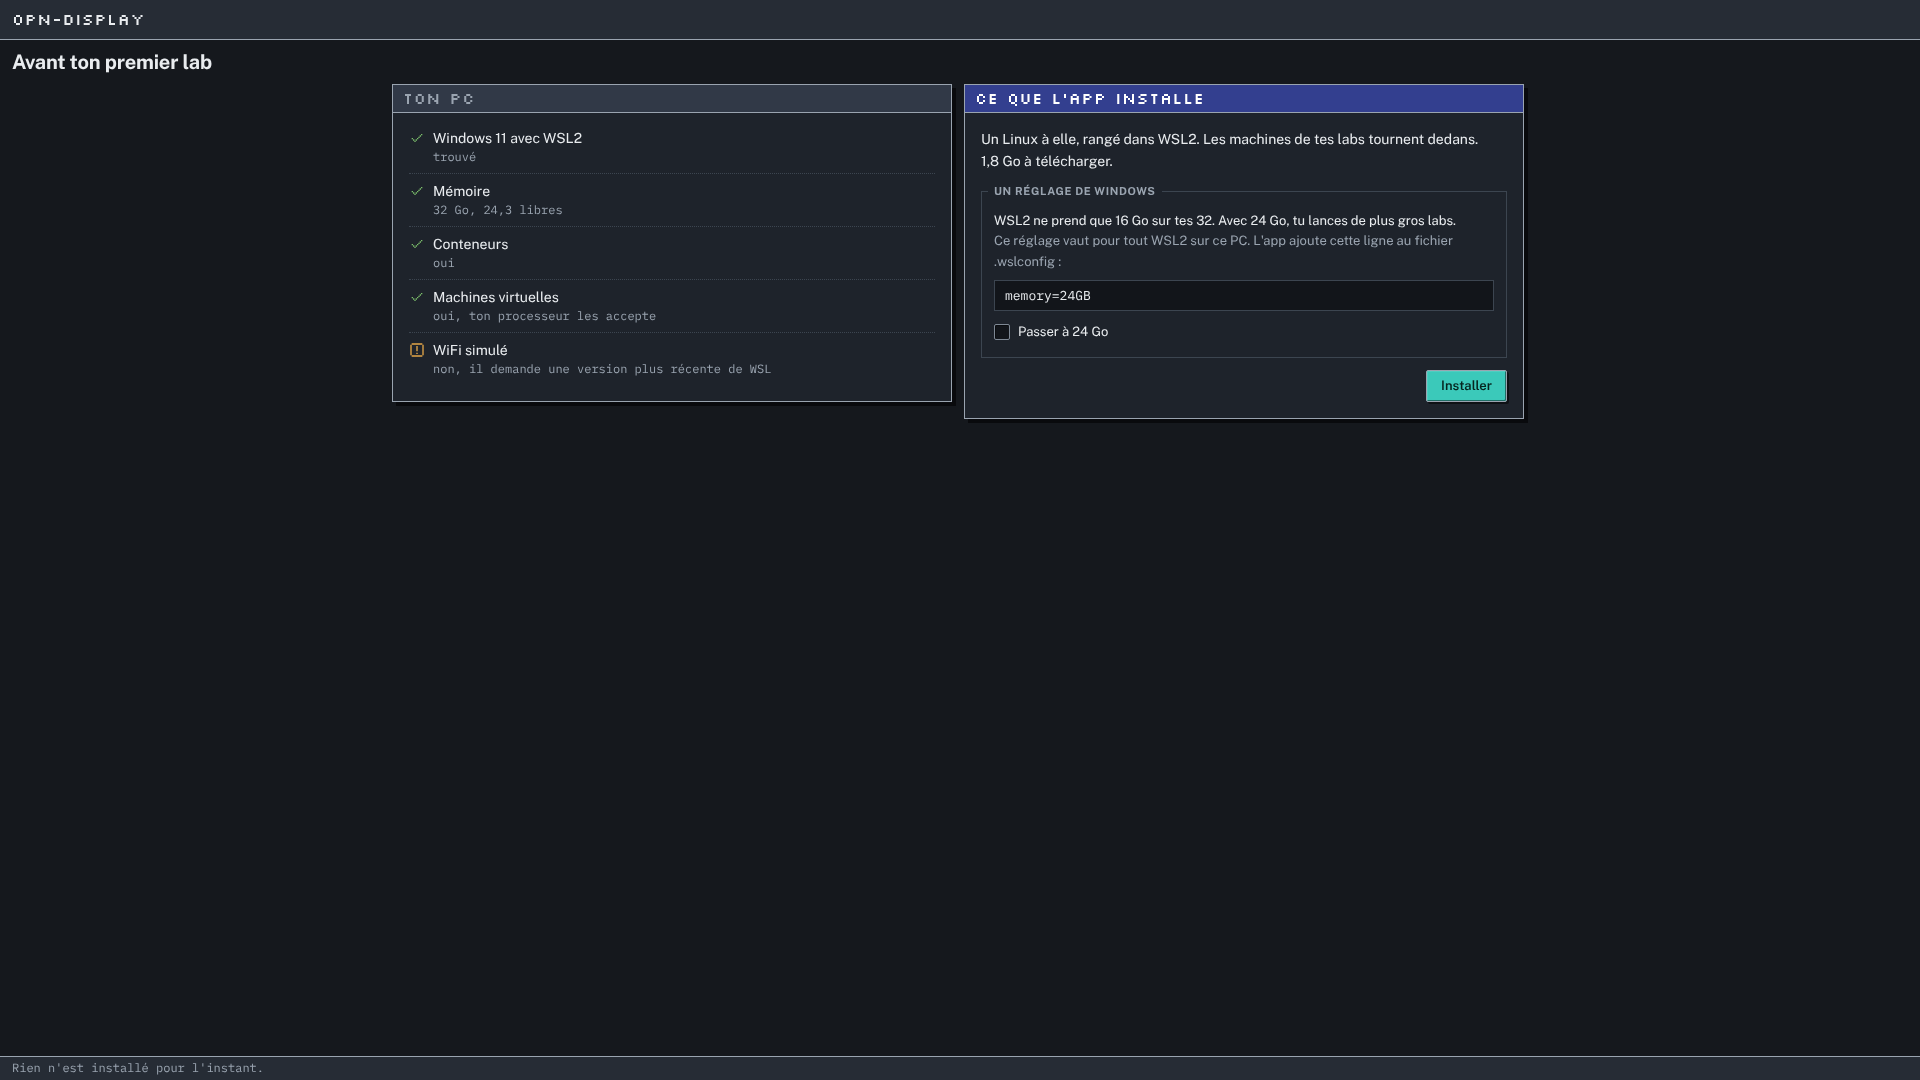 OPN-DISPLAY
Avant ton premier lab
TON PC
Windows 11 avec WSL2
trouvé
Mémoire
32 Go, 24,3 libres
Conteneurs
oui
Machines virtuelles
oui, ton processeur les accepte
WiFi simulé
non, il demande une version plus récente de WSL
CE QUE L'APP INSTALLE
Un Linux à elle, rangé dans WSL2. Les machines de tes labs tournent dedans.
1,8 Go à télécharger.
UN RÉGLAGE DE WINDOWS
WSL2 ne prend que 16 Go sur tes 32. Avec 24 Go, tu lances de plus gros labs.
Ce réglage vaut pour tout WSL2 sur ce PC. L'app ajoute cette ligne au fichier
.wslconfig :
memory=24GB
Passer à 24 Go
Installer
Rien n'est installé pour l'instant.